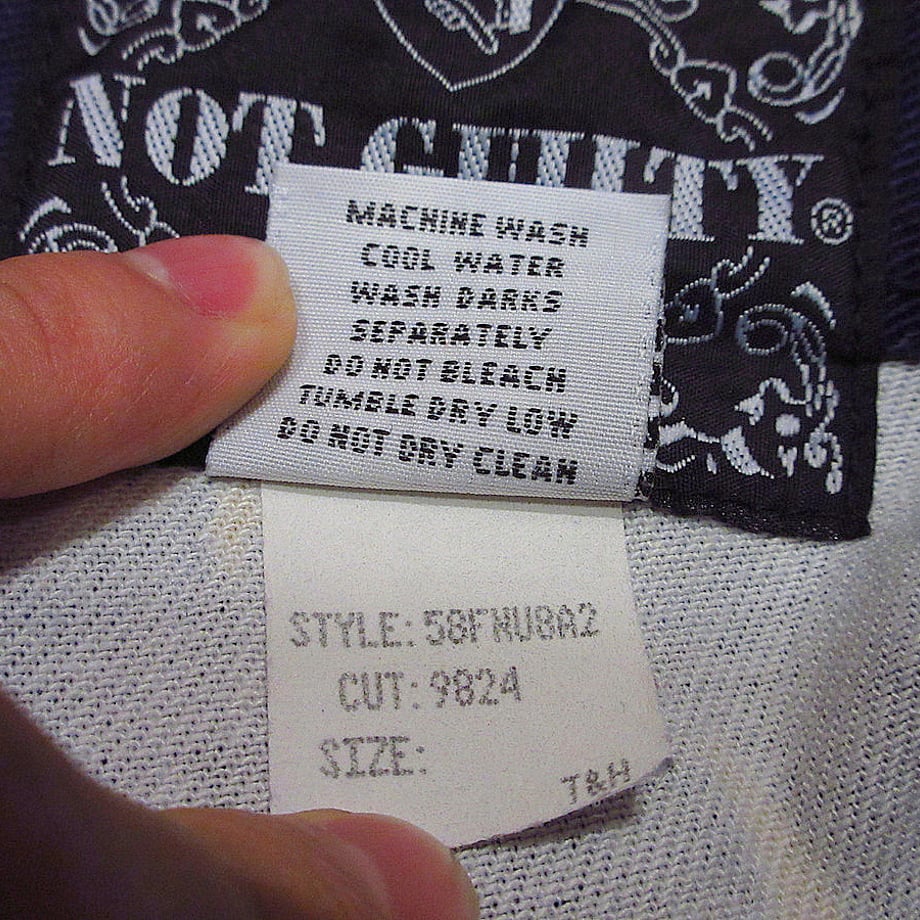 NOT GUILTY®
MACHINE WASH
COOL WATER
WASH DARKS
SEPARATELY
DO NOT BLEACH
TUMBLE DRY LOW
DO NOT DRY CLEAN
STYLE: 58FNU8A2
CUT: 9824
SIZE:
T&H